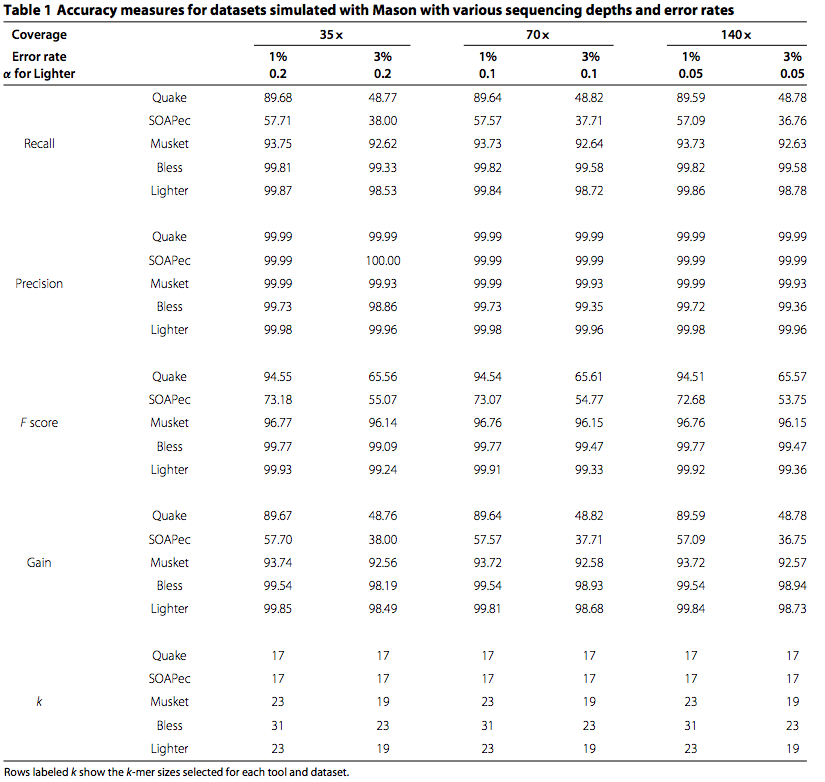 Table 1 Accuracy measures for datasets simulated with Mason with various sequencing depths and error rates
Coverage 35x 70x 140x
Error rate 1% 3% 1% 3% 1% 3%
α for Lighter 0.2 0.2 0.1 0.1 0.05 0.05
Quake 89.68 48.77 89.64 48.82 89.59 48.78
SOAPec 57.71 38.00 57.57 37.71 57.09 36.76
Recall Musket 93.75 92.62 93.73 92.64 93.73 92.63
Bless 99.81 99.33 99.82 99.58 99.82 99.58
Lighter 99.87 98.53 99.84 98.72 99.86 98.78
Quake 99.99 99.99 99.99 99.99 99.99 99.99
SOAPec 99.99 100.00 99.99 99.99 99.99 99.99
Precision Musket 99.99 99.93 99.99 99.93 99.99 99.93
Bless 99.73 98.86 99.73 99.35 99.72 99.36
Lighter 99.98 99.96 99.98 99.96 99.98 99.96
Quake 94.55 65.56 94.54 65.61 94.51 65.57
SOAPec 73.18 55.07 73.07 54.77 72.68 53.75
F score Musket 96.77 96.14 96.76 96.15 96.76 96.15
Bless 99.77 99.09 99.77 99.47 99.77 99.47
Lighter 99.93 99.24 99.91 99.33 99.92 99.36
Quake 89.67 48.76 89.64 48.82 89.59 48.78
SOAPec 57.70 38.00 57.57 37.71 57.09 36.75
Gain Musket 93.74 92.56 93.72 92.58 93.72 92.57
Bless 99.54 98.19 99.54 98.93 99.54 98.94
Lighter 99.85 98.49 99.81 98.68 99.84 98.73
Quake 17 17 17 17 17 17
SOAPec 17 17 17 17 17 17
k Musket 23 19 23 19 23 19
Bless 31 23 31 23 31 23
Lighter 23 19 23 19 23 19
Rows labeled k show the k-mer sizes selected for each tool and dataset.